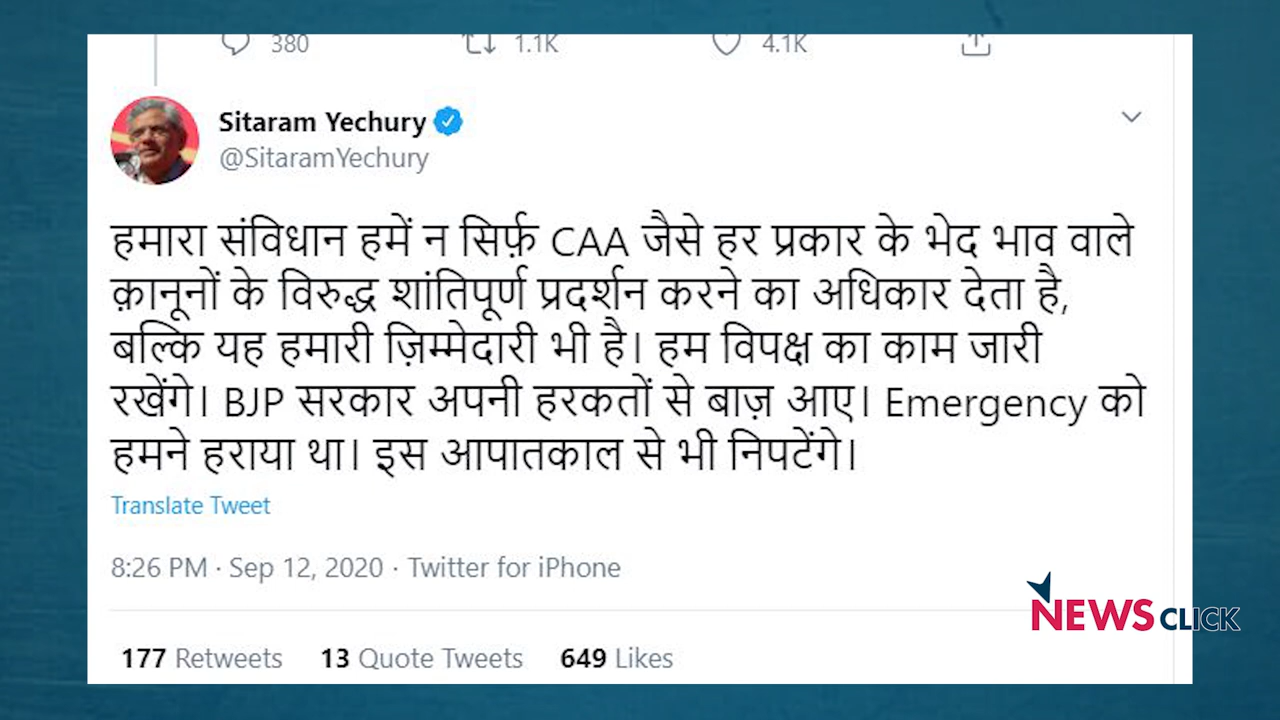 380 1.1K 4.1K
Sitaram Yechury
@SitaramYechury
हमारा संविधान हमें न सिर्फ़ CAA जैसे हर प्रकार के भेद भाव वाले
क़ानूनों के विरुद्ध शांतिपूर्ण प्रदर्शन करने का अधिकार देता है,
बल्कि यह हमारी ज़िम्मेदारी भी है। हम विपक्ष का काम जारी
रखेंगे। BJP सरकार अपनी हरकतों से बाज़ आए। Emergency को
हमने हराया था। इस आपातकाल से भी निपटेंगे।
Translate Tweet
8:26 PM · Sep 12, 2020 · Twitter for iPhone
NEWSCLICK
177 Retweets 13 Quote Tweets 649 Likes